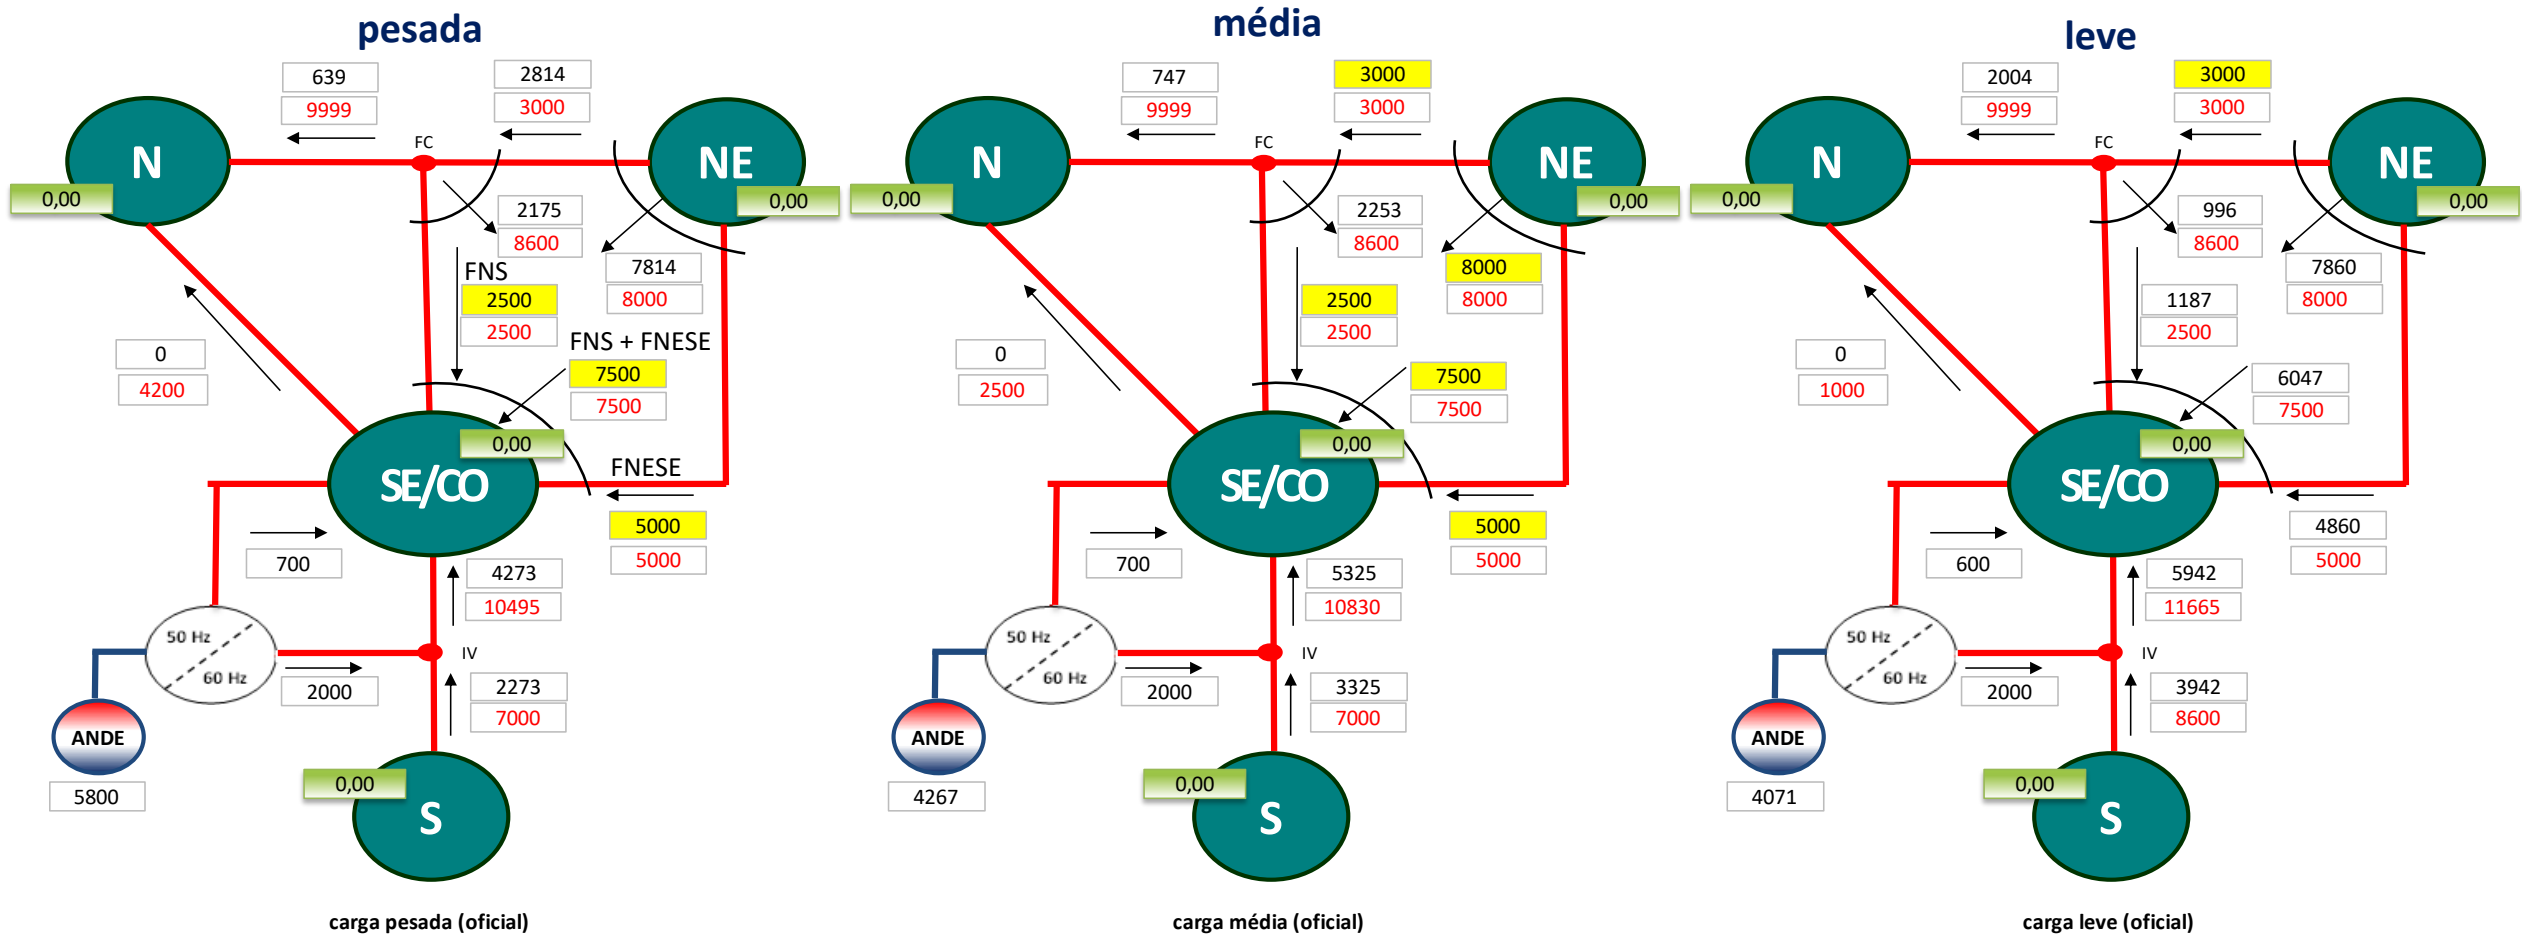 pesada
639
9999
2814
3000
FC
N
NE
0,00
0,00
2175
8600
7814
8000
FNS
2500
2500
FNS + FNESE
7500
7500
0
4200
0,00
SE/CO
FNESE
5000
5000
700
4273
10495
50 Hz
60 Hz
IV
2000
2273
7000
ANDE
5800
0,00
S
carga pesada (oficial)
média
747
9999
3000
3000
FC
N
NE
0,00
0,00
2253
8600
8000
8000
2500
2500
7500
7500
0
2500
0,00
SE/CO
5000
5000
700
5325
10830
50 Hz
60 Hz
IV
2000
3325
7000
ANDE
4267
0,00
S
carga média (oficial)
leve
2004
9999
3000
3000
FC
N
NE
0,00
0,00
996
8600
7860
8000
1187
2500
6047
7500
0
1000
0,00
SE/CO
4860
5000
600
5942
11665
50 Hz
60 Hz
IV
2000
3942
8600
ANDE
4071
0,00
S
carga leve (oficial)